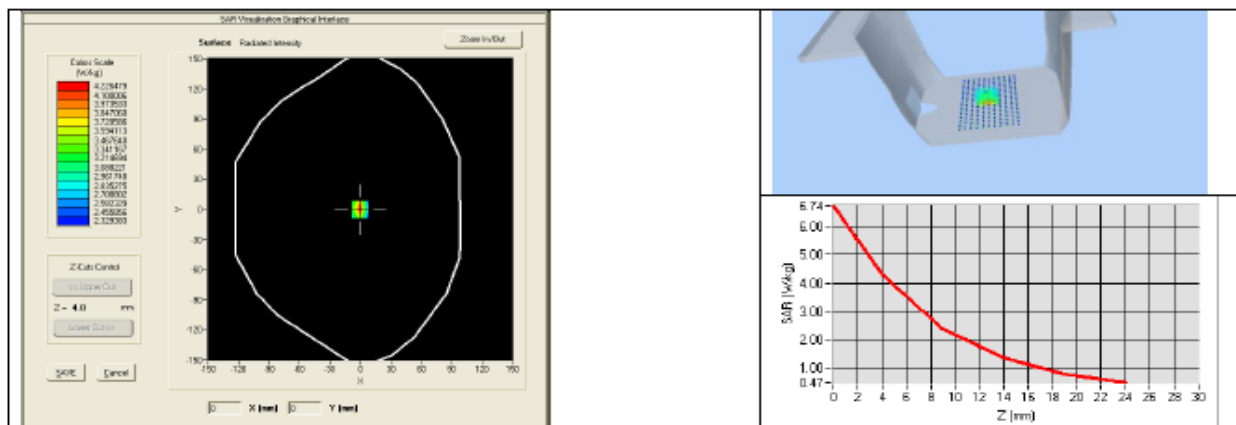 SAR Visualisation Graphical Interface
Surface Radiated Intensity
Zoom In/Out
Colors Scale
(W/kg)
4.226479
4.100006
3.973533
3.847060
3.720586
3.594113
3.467640
3.341167
3.214694
3.088221
2.961748
2.835275
2.708802
2.582329
2.455856
2.329383
150
120
90
60
30
0
-30
-60
-90
-120
-150
Y
-150 -120 -90 -60 -30 0 30 60 90 120 150
X
Z-Cuts Control
<< Upper Cut
Z = 4.0 mm
Lower Cut >>
SAVE Cancel
0 X (mm) 0 Y (mm)
6.74
6.00
5.00
4.00
3.00
2.00
1.00
0.47
SAR (W/kg)
0 2 4 6 8 10 12 14 16 18 20 22 24 26 30
Z (mm)